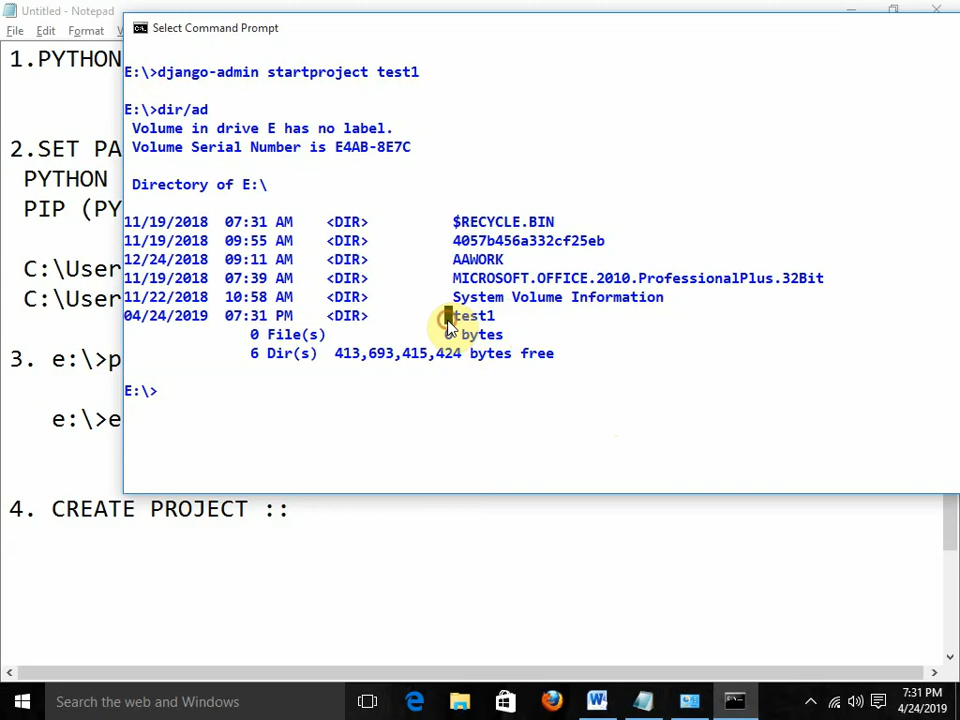 Untitled - Notepad
File Edit Format
1.PYTHON
2.SET PA
PYTHON
PIP (PY
C:\User
C:\User
3. e:\>p
e:\>e
4. CREATE PROJECT ::
Select Command Prompt
E:\>django-admin startproject test1
E:\>dir/ad
Volume in drive E has no label.
Volume Serial Number is E4AB-8E7C
Directory of E:\
11/19/2018 07:31 AM <DIR> $RECYCLE.BIN
11/19/2018 09:55 AM <DIR> 4057b456a332cf25eb
12/24/2018 09:11 AM <DIR> AAWORK
11/19/2018 07:39 AM <DIR> MICROSOFT.OFFICE.2010.ProfessionalPlus.32Bit
11/22/2018 10:58 AM <DIR> System Volume Information
04/24/2019 07:31 PM <DIR> test1
0 File(s) bytes
6 Dir(s) 413,693,415,424 bytes free
E:\>
Search the web and Windows
7:31 PM
4/24/2019